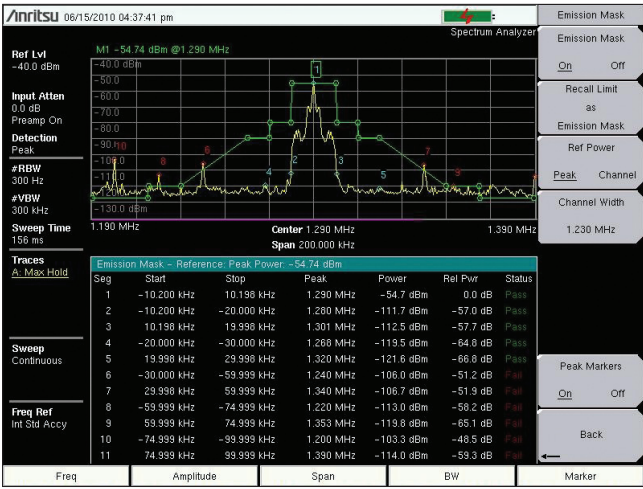 Anritsu 06/15/2010 04:37:41 pm
Spectrum Analyzer
M1 -54.74 dBm @1.290 MHz
Ref Lvl
-40.0 dBm
Input Atten
0.0 dB
Preamp On
Detection
Peak
#RBW
300 Hz
#VBW
300 kHz
Sweep Time
156 ms
Traces
A: Max Hold
Sweep
Continuous
Freq Ref
Int Std Accy
-40.0 dBm
-50.0
-60.0
-70.0
-80.0
-90.0
-110.0
-130.0 dBm
1
10
8
6
4
2
3
5
7
9
1.190 MHz
Center 1.290 MHz
1.390 MHz
Span 200.000 kHz
Emission Mask - Reference: Peak Power: -54.74 dBm
Seg Start Stop Peak Power Rel Pwr Status
1 -10.200 kHz 10.198 kHz 1.290 MHz -54.7 dBm 0.0 dB Pass
2 -10.200 kHz -20.000 kHz 1.280 MHz -111.7 dBm -57.0 dB Pass
3 10.198 kHz 19.998 kHz 1.301 MHz -112.5 dBm -57.7 dB Pass
4 -20.000 kHz -30.000 kHz 1.268 MHz -119.5 dBm -64.8 dB Pass
5 19.998 kHz 29.998 kHz 1.320 MHz -121.6 dBm -66.8 dB Pass
6 -30.000 kHz -59.999 kHz 1.240 MHz -106.0 dBm -51.2 dB Fail
7 29.998 kHz 59.999 kHz 1.340 MHz -106.7 dBm -51.9 dB Fail
8 -59.999 kHz -74.999 kHz 1.220 MHz -113.0 dBm -58.2 dB Fail
9 59.999 kHz 74.999 kHz 1.353 MHz -119.8 dBm -65.1 dB Fail
10 -74.999 kHz -99.999 kHz 1.200 MHz -103.3 dBm -48.5 dB Fail
11 74.999 kHz 99.999 kHz 1.390 MHz -114.0 dBm -59.3 dB Fail
Emission Mask
Emission Mask
On Off
Recall Limit
as
Emission Mask
Ref Power
Peak Channel
Channel Width
1.230 MHz
Peak Markers
On Off
Back
Freq
Amplitude
Span
BW
Marker